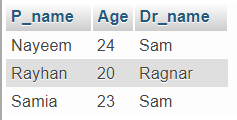 P_name Age Dr_name
Nayeem 24 Sam
Rayhan 20 Ragnar
Samia 23 Sam